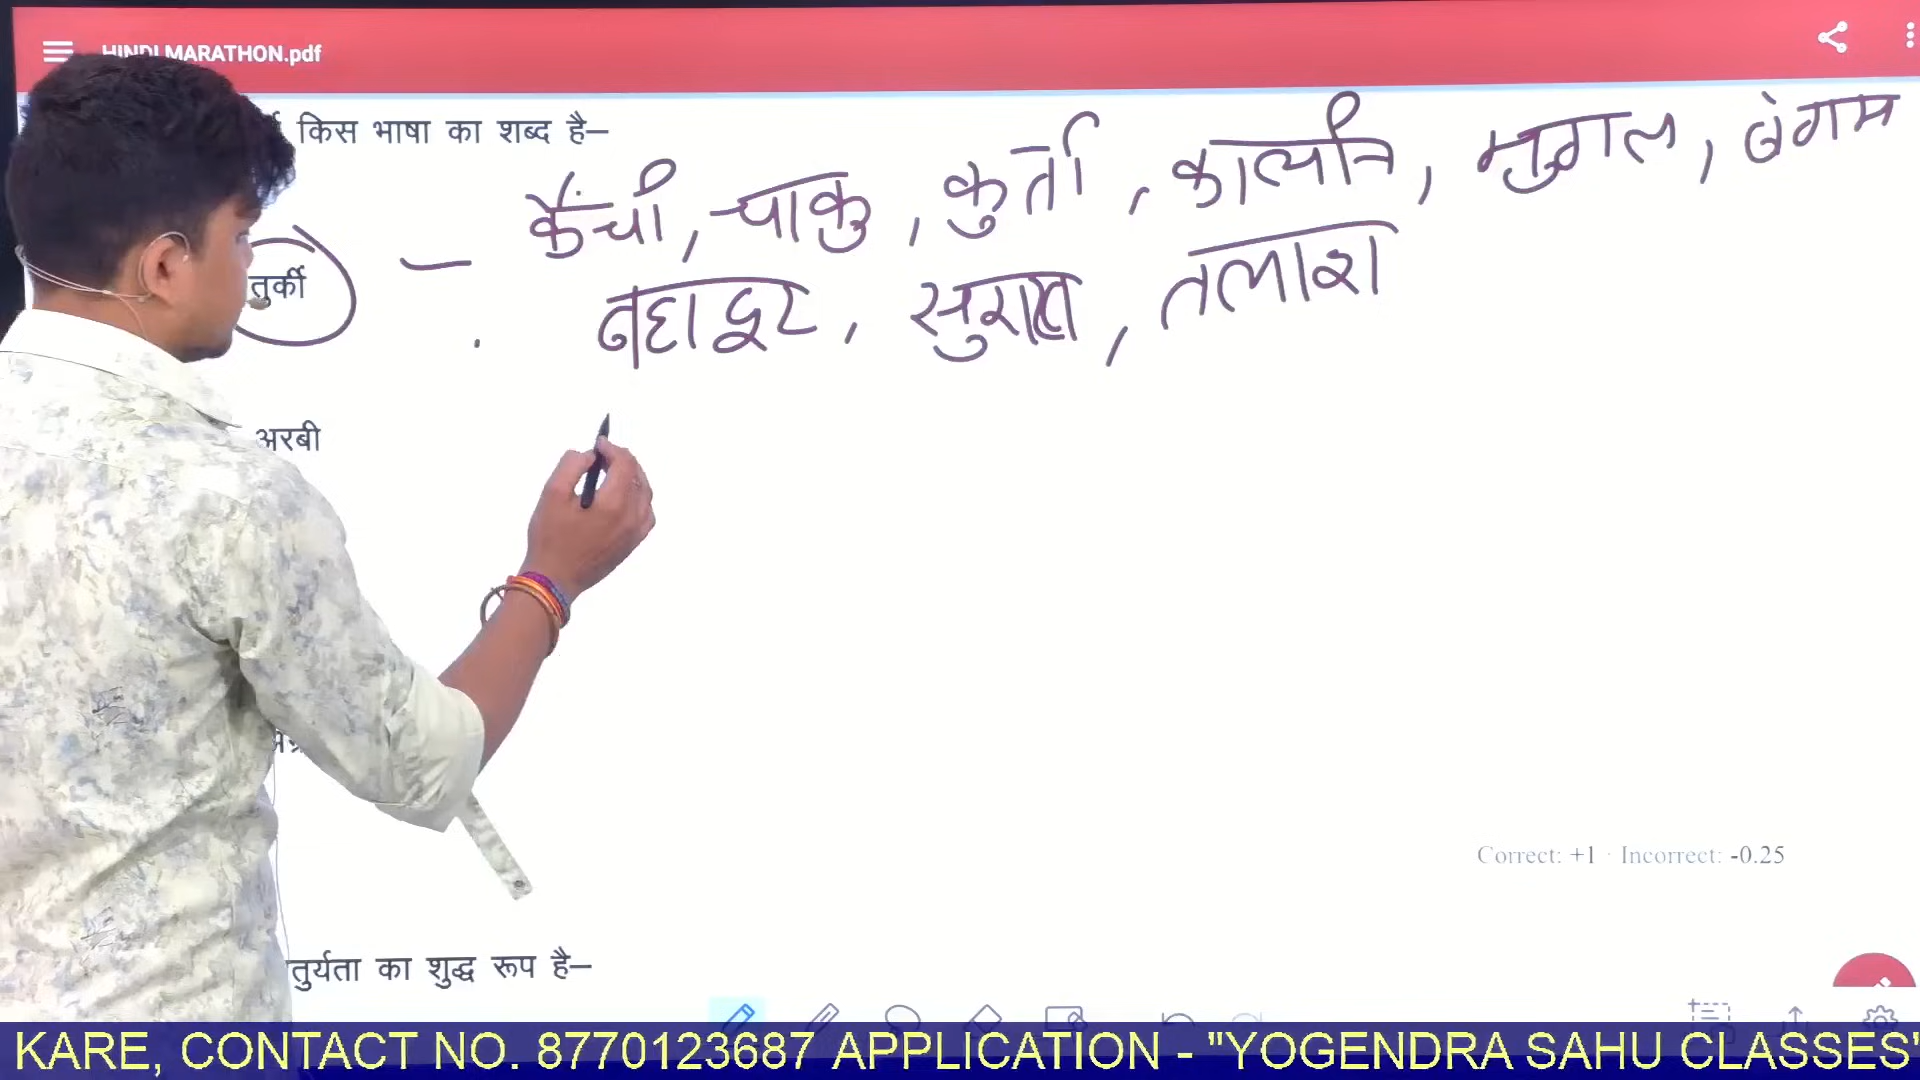 HINDI MARATHON.pdf
किस भाषा का शब्द है–
कैंची, चाकु, कुर्ता, कालीन, मुगल, बेगम
तुर्की –
बहादुर, सुराग, तलाश
अरबी
Correct: +1 · Incorrect: -0.25
तुर्यता का शुद्ध रूप है–
KARE, CONTACT NO. 8770123687 APPLICATION - "YOGENDRA SAHU CLASSES"